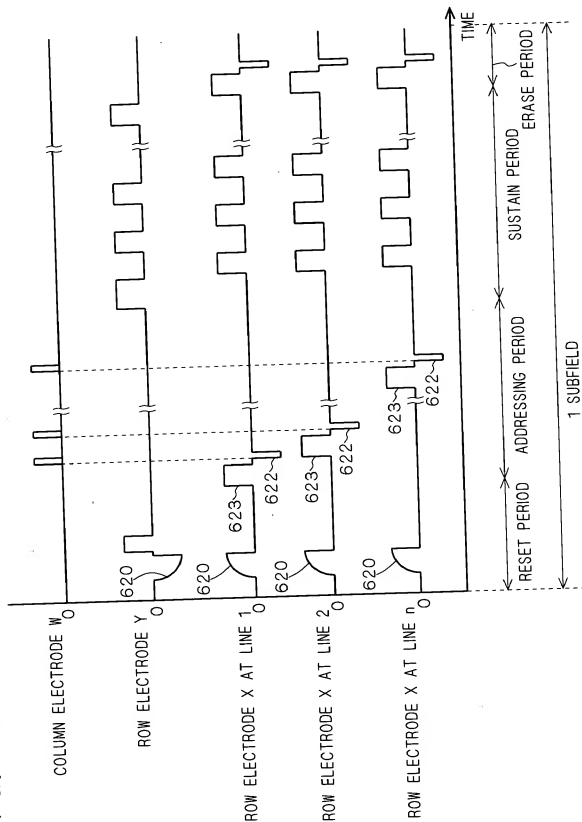 COLUMN ELECTRODE W
0
ROW ELECTRODE Y
0
620
ROW ELECTRODE X AT LINE 1
0
620
623
622
ROW ELECTRODE X AT LINE 2
0
620
623
622
ROW ELECTRODE X AT LINE n
0
620
623
622
TIME
RESET PERIOD
ADDRESSING PERIOD
SUSTAIN PERIOD
ERASE PERIOD
1 SUBFIELD